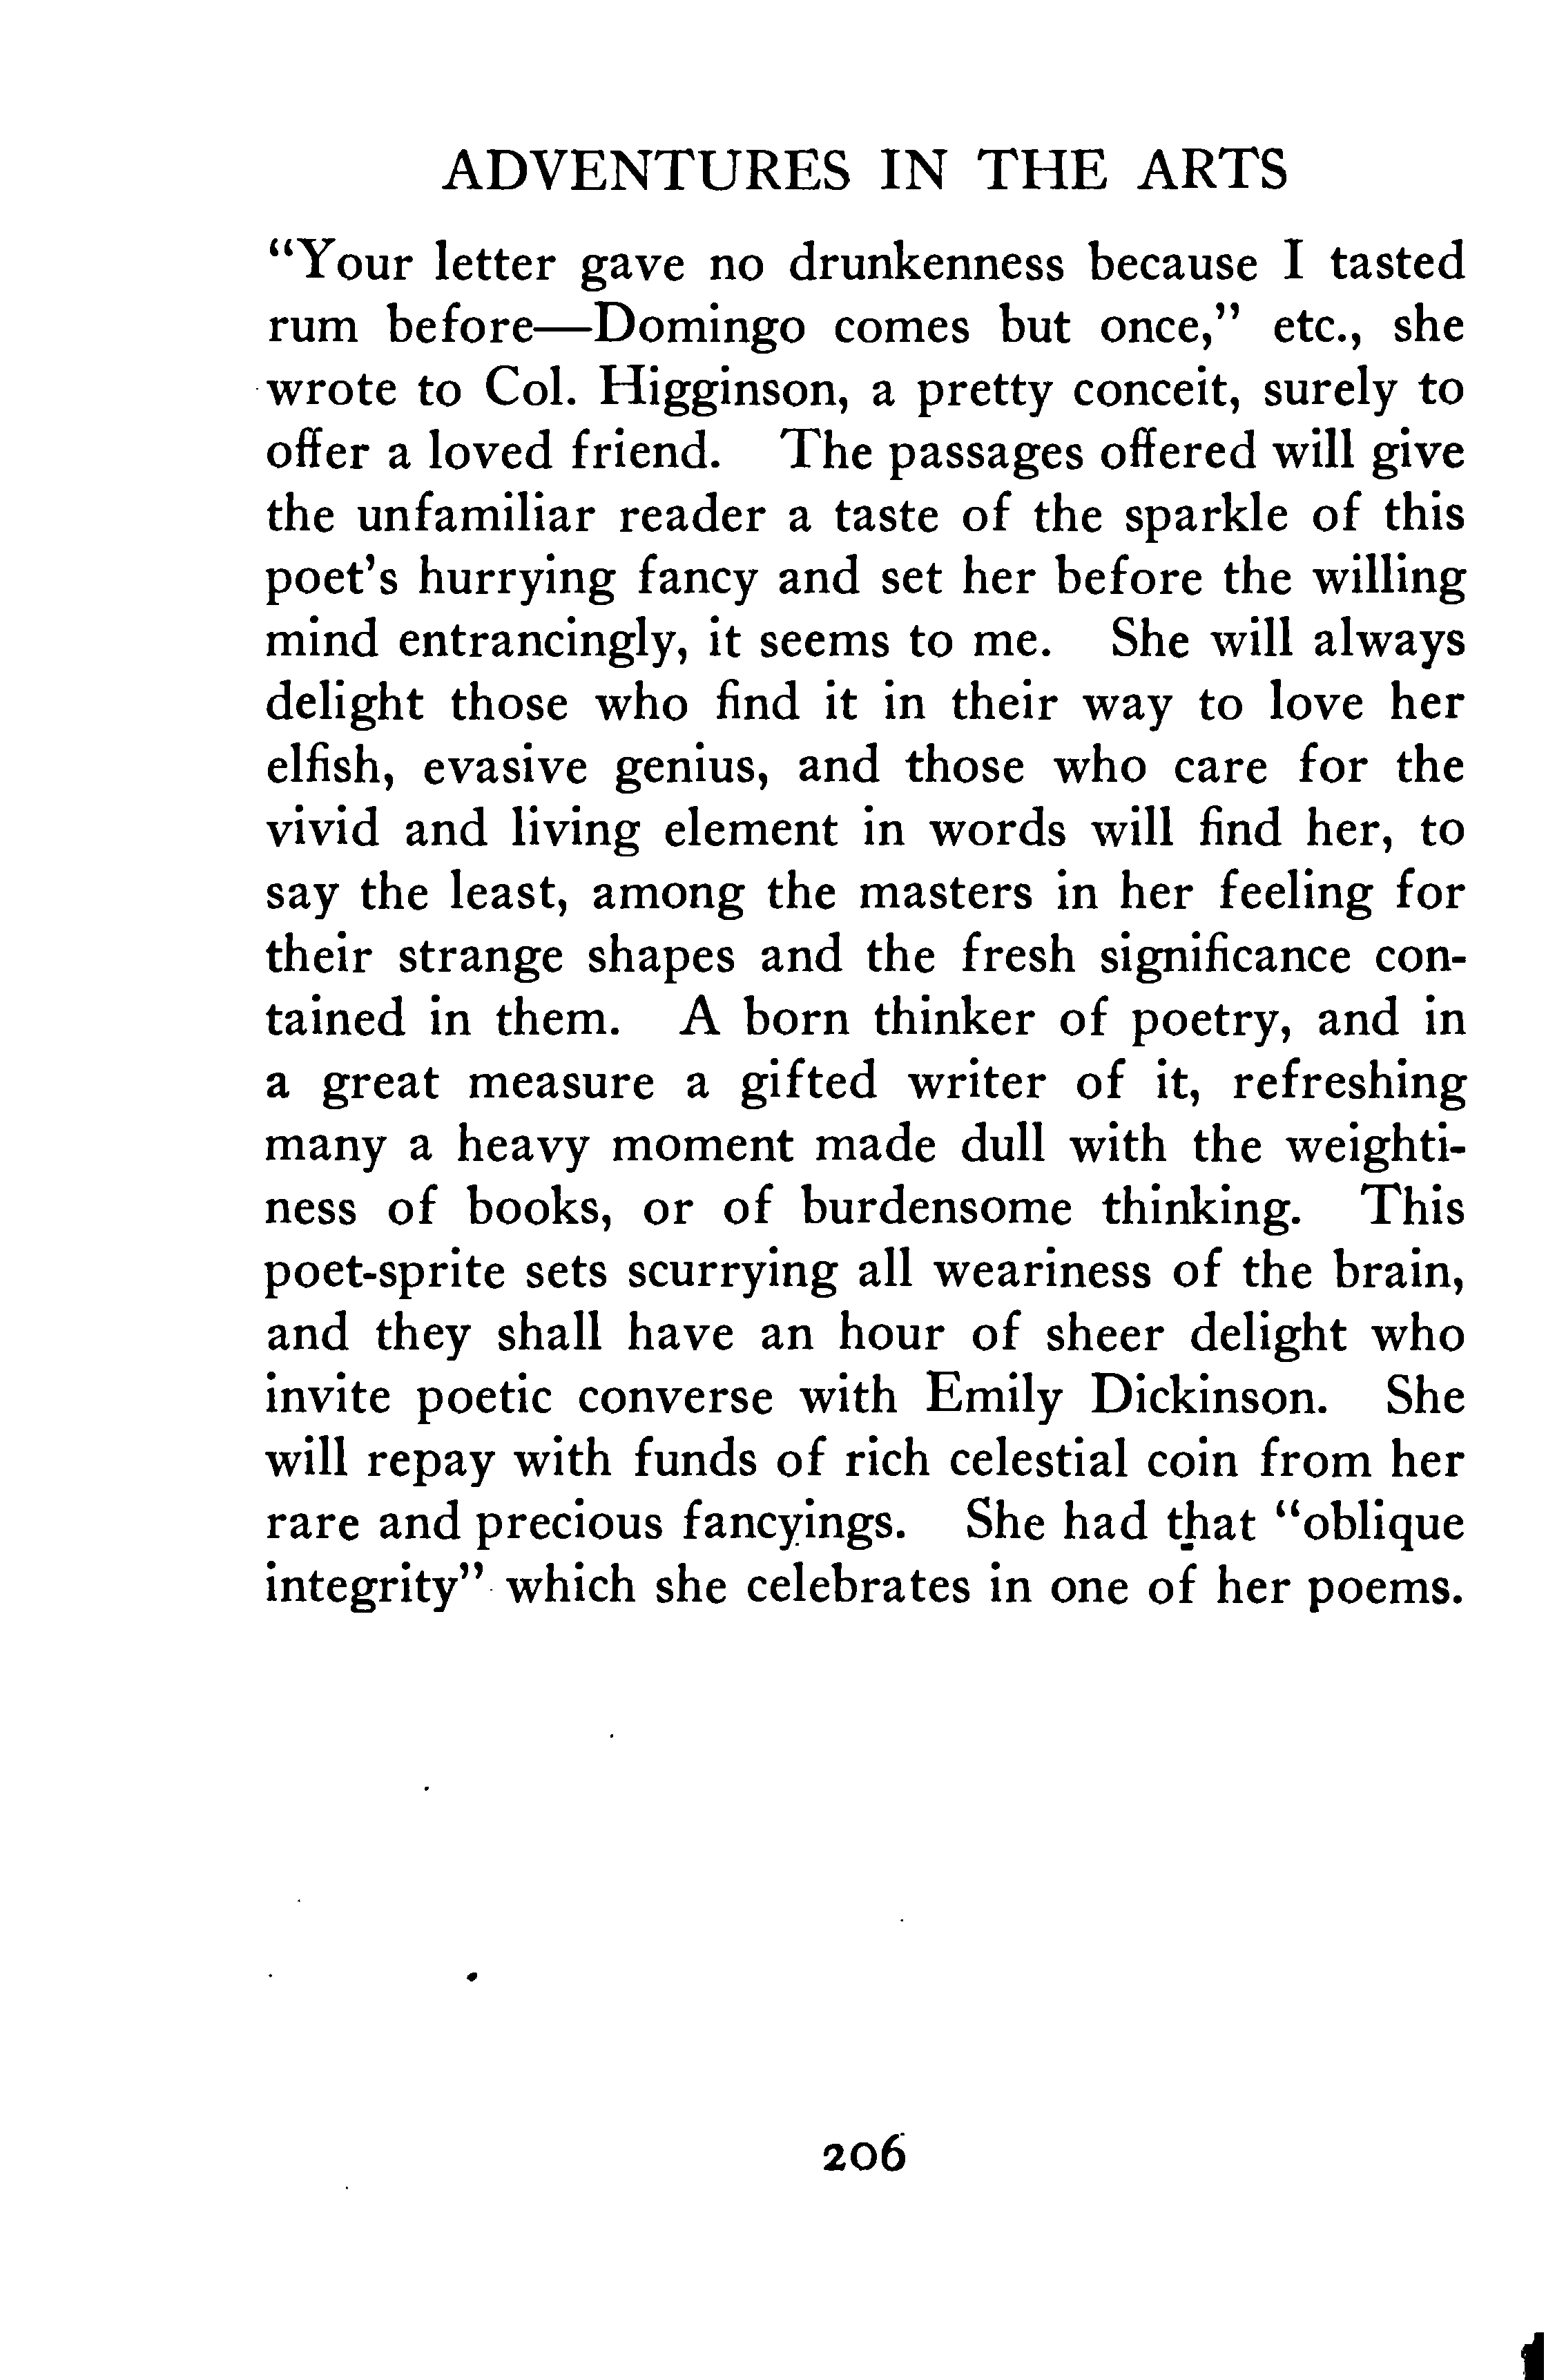 ADVENTURES IN THE ARTS
“Your letter gave no drunkenness because I tasted
rum before—Domingo comes but once,” etc., she
wrote to Col. Higginson, a pretty conceit, surely to
offer a loved friend. The passages offered will give
the unfamiliar reader a taste of the sparkle of this
poet’s hurrying fancy and set her before the willing
mind entrancingly, it seems to me. She will always
delight those who find it in their way to love her
elfish, evasive genius, and those who care for the
vivid and living element in words will find her, to
say the least, among the masters in her feeling for
their strange shapes and the fresh significance con-
tained in them. A born thinker of poetry, and in
a great measure a gifted writer of it, refreshing
many a heavy moment made dull with the weighti-
ness of books, or of burdensome thinking. This
poet-sprite sets scurrying all weariness of the brain,
and they shall have an hour of sheer delight who
invite poetic converse with Emily Dickinson. She
will repay with funds of rich celestial coin from her
rare and precious fancyings. She had that “oblique
integrity” which she celebrates in one of her poems.
206